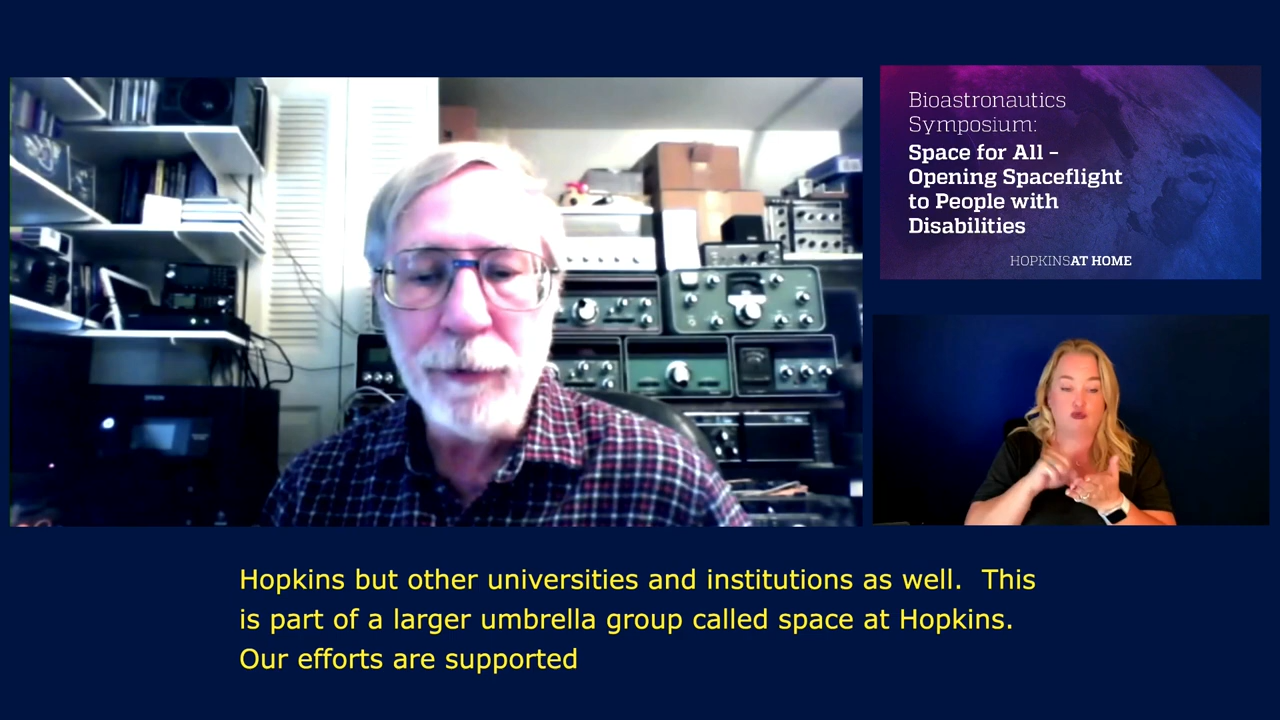 Bioastronautics
Symposium:
Space for All –
Opening Spaceflight
to People with
Disabilities
HOPKINSAT HOME
EPSON
Hopkins but other universities and institutions as well.  This
is part of a larger umbrella group called space at Hopkins.
Our efforts are supported